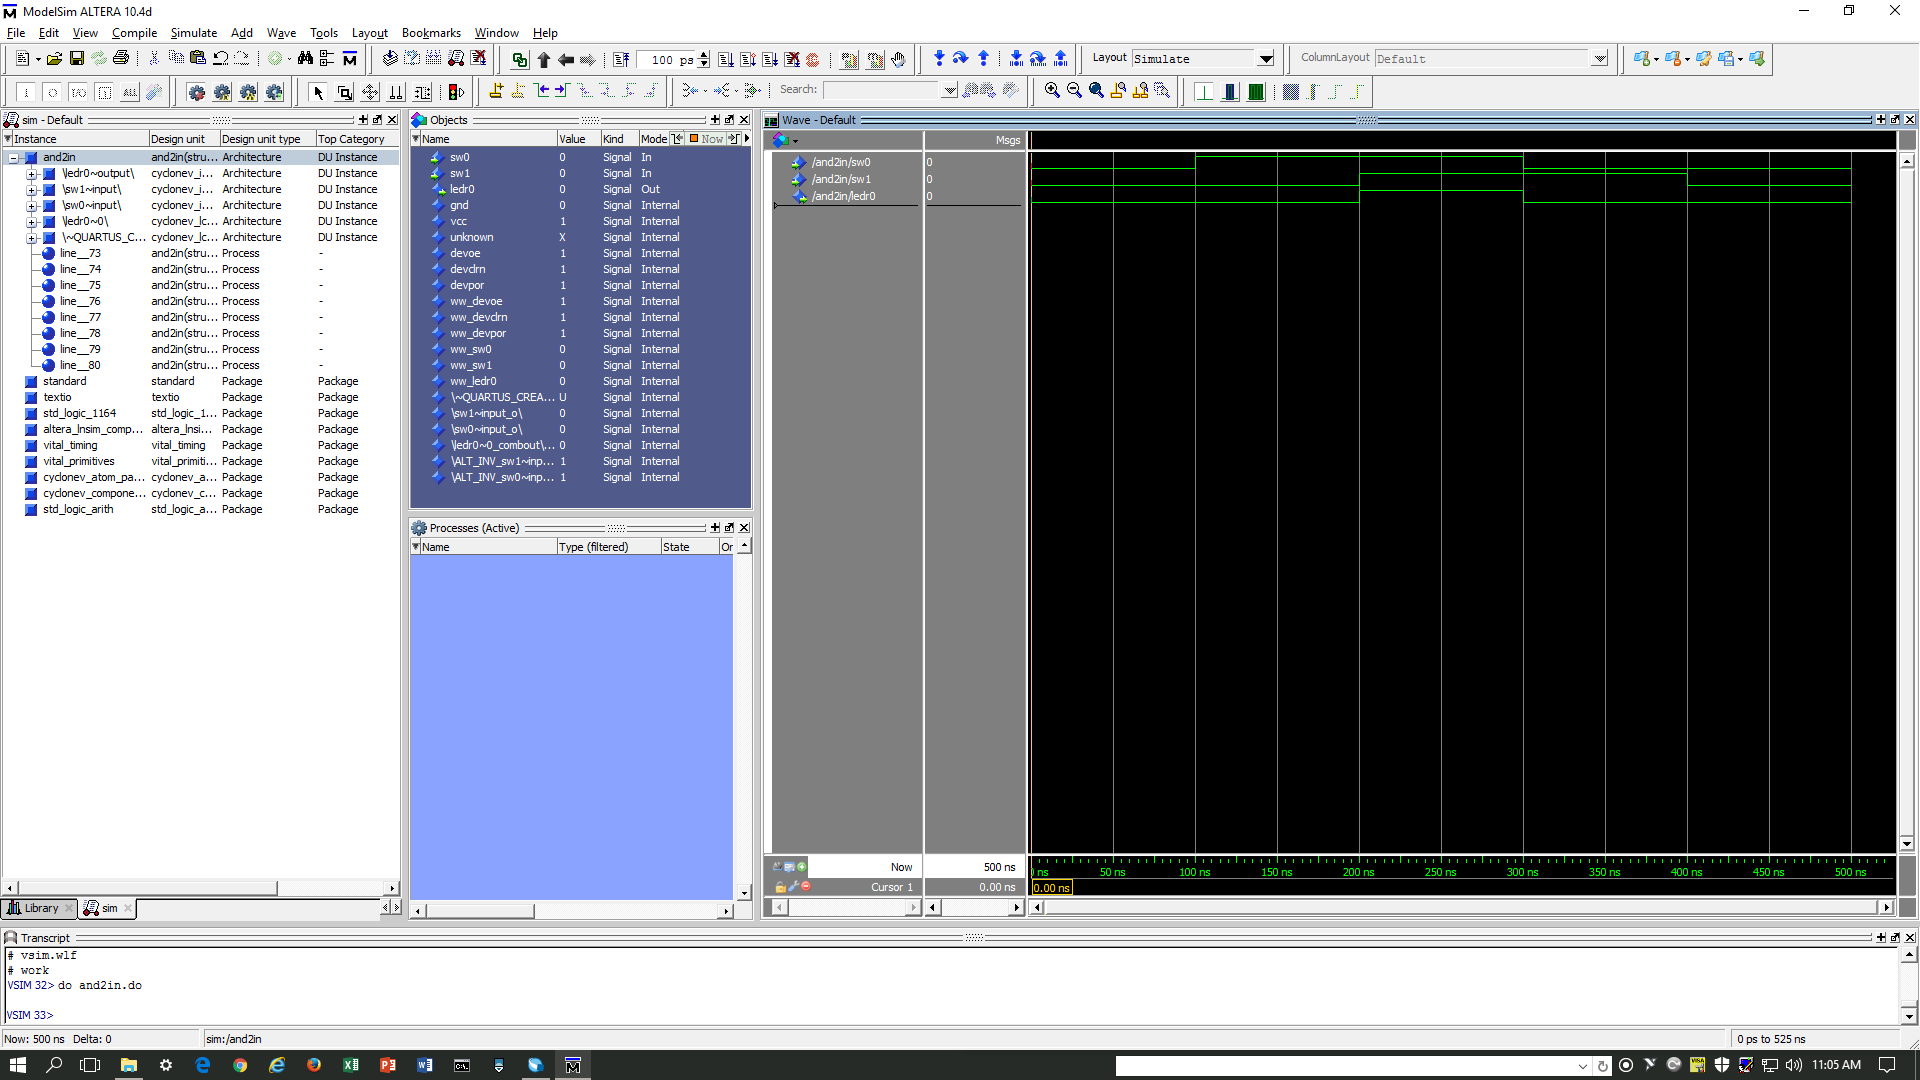 ModelSim ALTERA 10.4d
File Edit View Compile Simulate Add Wave Tools Layout Bookmarks Window Help
100 ps Layout Simulate ColumnLayout Default
ALL Search:
sim - Default
Instance Design unit Design unit type Top Category
and2in and2in(stru... Architecture DU Instance
\ledr0~output\ cyclonev_i... Architecture DU Instance
\sw1~input\ cyclonev_i... Architecture DU Instance
\sw0~input\ cyclonev_i... Architecture DU Instance
\ledr0~0\ cyclonev_lc... Architecture DU Instance
\~QUARTUS_C... cyclonev_lc... Architecture DU Instance
line__73 and2in(stru... Process -
line__74 and2in(stru... Process -
line__75 and2in(stru... Process -
line__76 and2in(stru... Process -
line__77 and2in(stru... Process -
line__78 and2in(stru... Process -
line__79 and2in(stru... Process -
line__80 and2in(stru... Process -
standard standard Package Package
textio textio Package Package
std_logic_1164 std_logic_1... Package Package
altera_lnsim_comp... altera_lnsi... Package Package
vital_timing vital_timing Package Package
vital_primitives vital_primiti... Package Package
cyclonev_atom_pa... cyclonev_a... Package Package
cyclonev_compone... cyclonev_c... Package Package
std_logic_arith std_logic_a... Package Package
Library sim
Objects
Name Value Kind Mode Now
sw0 0 Signal In
sw1 0 Signal In
ledr0 0 Signal Out
gnd 0 Signal Internal
vcc 1 Signal Internal
unknown X Signal Internal
devoe 1 Signal Internal
devclrn 1 Signal Internal
devpor 1 Signal Internal
ww_devoe 1 Signal Internal
ww_devclrn 1 Signal Internal
ww_devpor 1 Signal Internal
ww_sw0 0 Signal Internal
ww_sw1 0 Signal Internal
ww_ledr0 0 Signal Internal
\~QUARTUS_CREA... U Signal Internal
\sw1~input_o\ 0 Signal Internal
\sw0~input_o\ 0 Signal Internal
\ledr0~0_combout\... 0 Signal Internal
\ALT_INV_sw1~inp... 1 Signal Internal
\ALT_INV_sw0~inp... 1 Signal Internal
Processes (Active)
Name Type (filtered) State Or
Wave - Default
Msgs
/and2in/sw0 0
/and2in/sw1 0
/and2in/ledr0 0
Now 500 ns
Cursor 1 0.00 ns
ns 50 ns 100 ns 150 ns 200 ns 250 ns 300 ns 350 ns 400 ns 450 ns 500 ns
0.00 ns
Transcript
# vsim.wlf
# work
VSIM 32> do and2in.do
VSIM 33>
Now: 500 ns Delta: 0 sim:/and2in 0 ps to 525 ns
11:05 AM